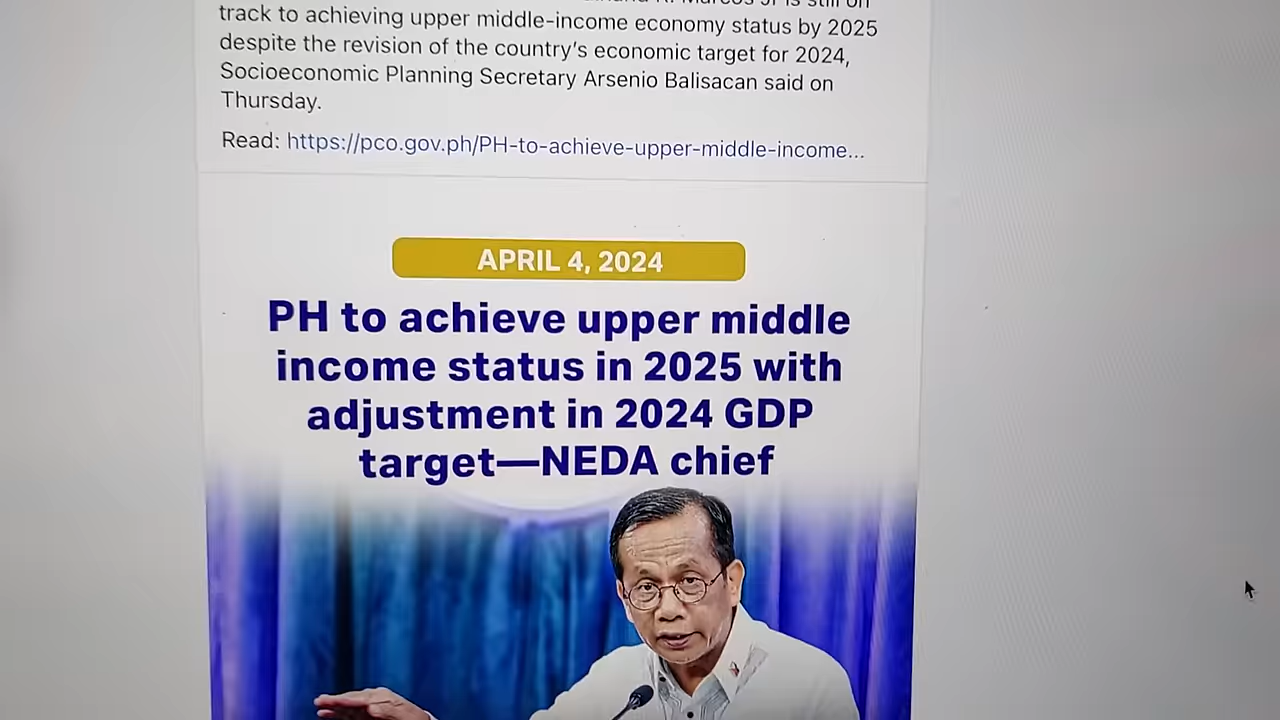 track to achieving upper middle-income economy status by 2025
despite the revision of the country's economic target for 2024,
Socioeconomic Planning Secretary Arsenio Balisacan said on
Thursday.
Read: https://pco.gov.ph/PH-to-achieve-upper-middle-income...
APRIL 4, 2024
PH to achieve upper middle
income status in 2025 with
adjustment in 2024 GDP
target—NEDA chief